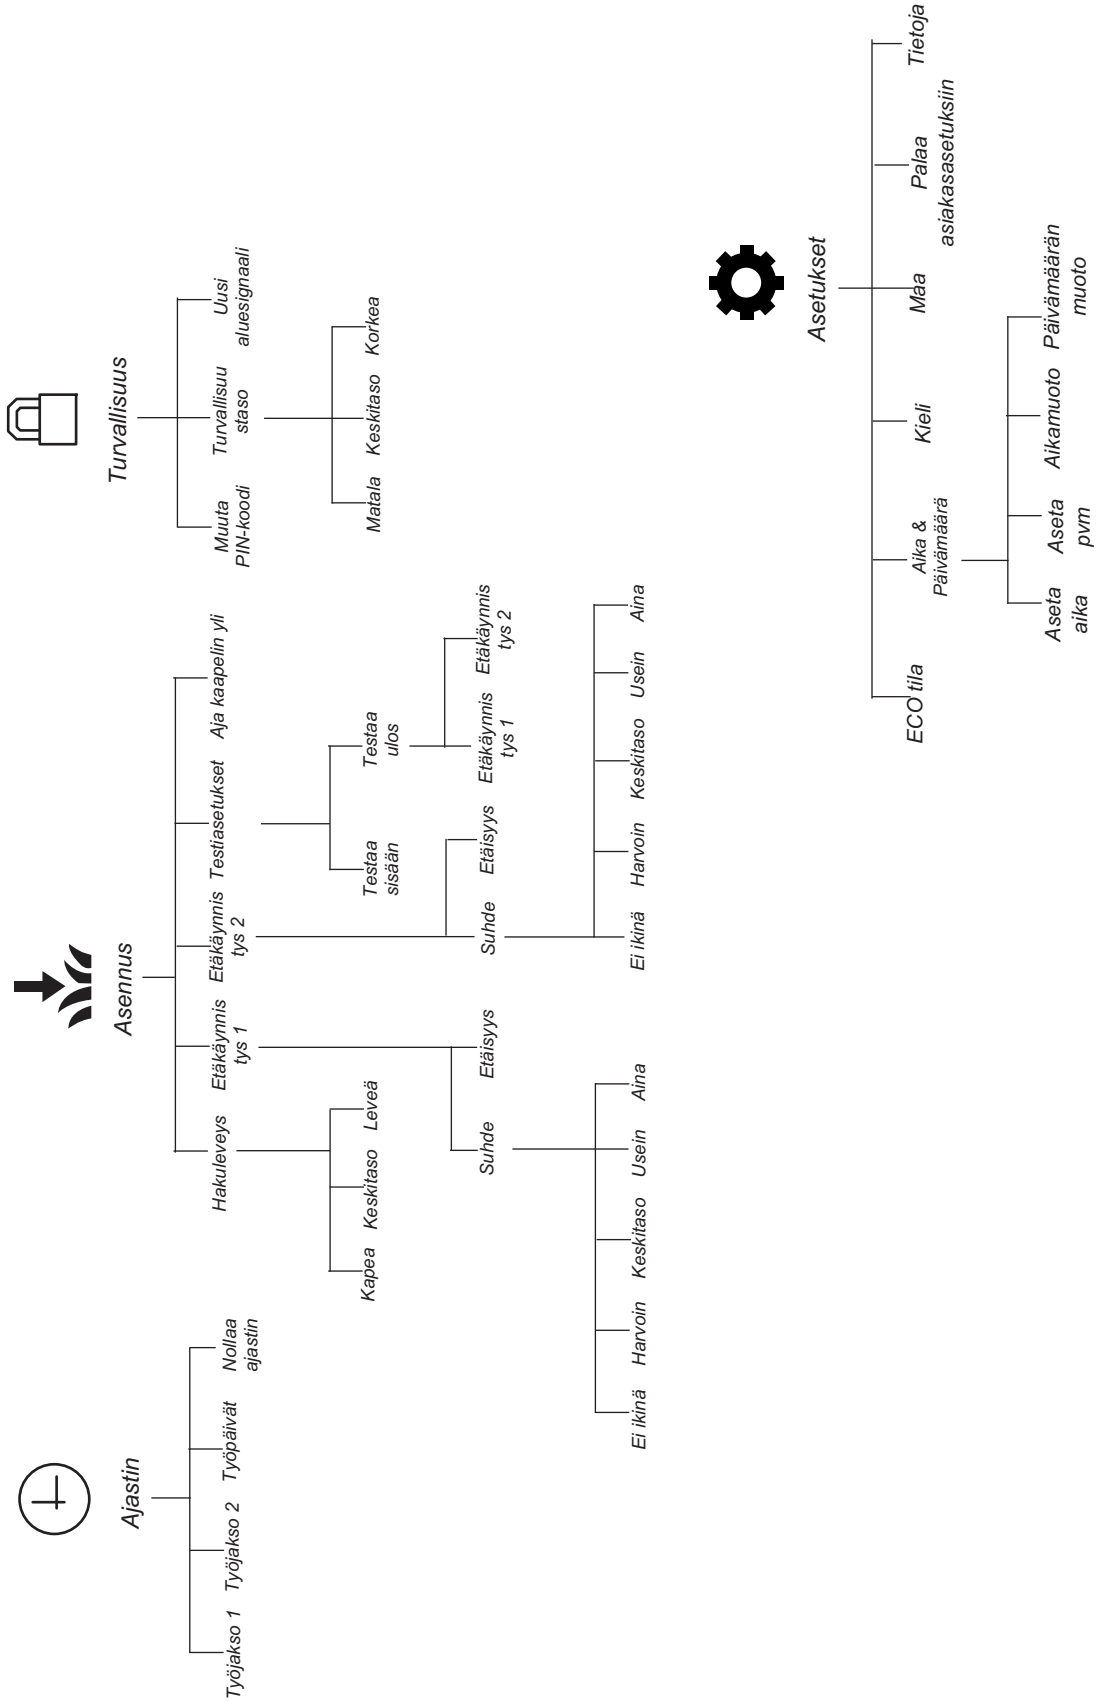 Ajastin
Työjakso 1
Työjakso 2
Työpäivät
Nollaa
ajastin
Asennus
Hakuleveys
Etäkäynnis
tys 1
Etäkäynnis
tys 2
Testiasetukset
Aja kaapelin yli
Kapea
Keskitaso
Leveä
Testaa
sisään
Testaa
ulos
Suhde
Etäisyys
Suhde
Etäisyys
Etäkäynnis
tys 1
Etäkäynnis
tys 2
Ei ikinä
Harvoin
Keskitaso
Usein
Aina
Ei ikinä
Harvoin
Keskitaso
Usein
Aina
Turvallisuus
Muuta
PIN-koodi
Turvallisuu
staso
Uusi
aluesignaali
Matala
Keskitaso
Korkea
Asetukset
ECO tila
Aika &
Päivämäärä
Kieli
Maa
Palaa
asiakasasetuksiin
Tietoja
Aseta
aika
Aseta
pvm
Aikamuoto
Päivämäärän
muoto